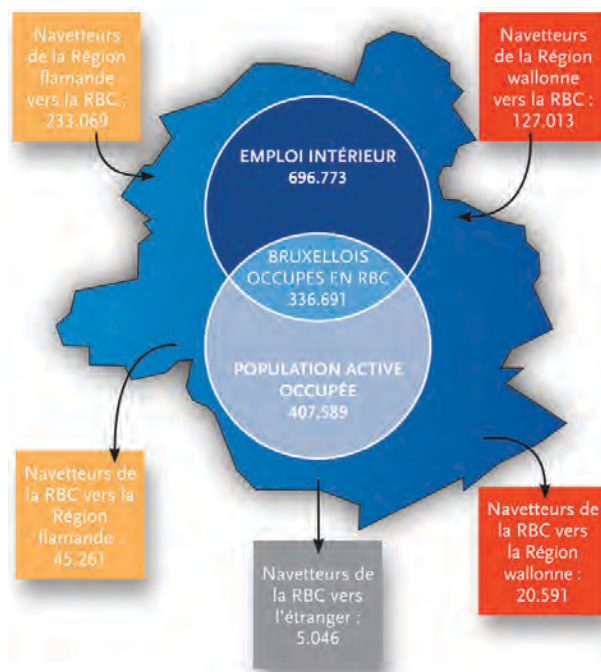 Navetteurs
de la Région
flamande
vers la RBC :
233.069
Navetteurs
de la Région
wallonne
vers la RBC :
127.013
EMPLOI INTÉRIEUR
696.773
BRUXELLOIS
OCCUPÉS EN RBC
336.691
POPULATION ACTIVE
OCCUPÉE
407.589
Navetteurs de
la RBC vers la
Région
flamande :
45.261
Navetteurs de
la RBC vers
l'étranger :
5.046
Navetteurs de
la RBC vers
la Région
wallonne :
20.591